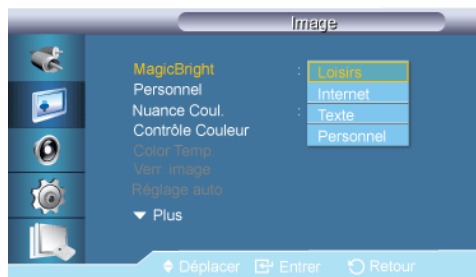 Image
MagicBright : Loisirs
Personnel Internet
Nuance Coul. : Texte
Contrôle Couleur Personnel
Color Temp.
Verr. image
Réglage auto
Plus
Déplacer Entrer Retour